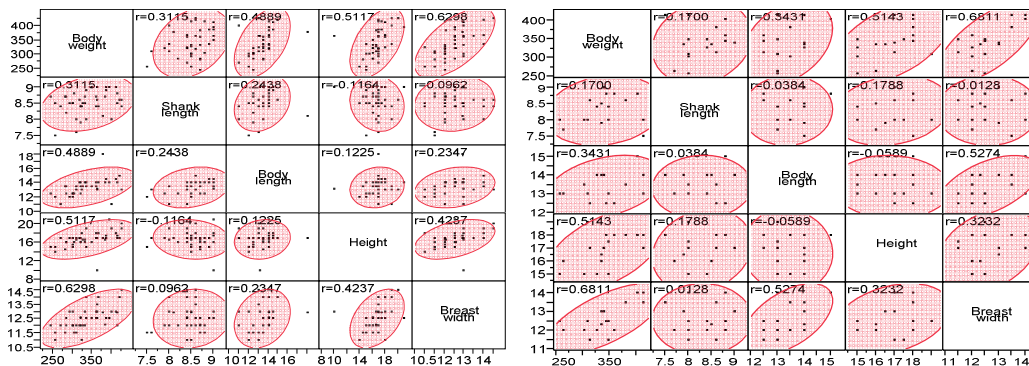 r=0.3115 r=0.4889 r=0.5117 r=0.6298
400
350
300
250
Body
weight
r=0.3115 r=0.2438 r=-0.1164 r=0.0962
9
8.5
8
7.5
Shank
length
r=0.4889 r=0.2438 r=0.1225 r=0.2347
18
14
10
Body
length
r=0.5117 r=-0.1164 r=0.1225 r=0.4287
20
16
12
8
Height
r=0.6298 r=0.0962 r=0.2347 r=0.4237
14.5
13.5
12.5
11.5
10.5
Breast
width
250 350 7.5 8 8.5 9 10 12 14 16 8 10 14 18 10.5 12 13 14
r=0.1700 r=0.3431 r=0.5143 r=0.6811
400
350
300
250
Body
weight
r=0.1700 r=0.0384 r=0.1788 r=-0.0128
9
8.5
8
7.5
Shank
length
r=0.3431 r=0.0384 r=-0.0589 r=0.5274
15
14
13
12
Body
length
r=0.5143 r=0.1788 r=-0.0589 r=0.3232
18
17
16
15
Height
r=0.6811 r=0.0128 r=0.5274 r=0.3232
14
13
12
11
Breast
width
250 350 7.5 8 8.5 9 12 13 14 15 15 16 17 18 11 12 13 14